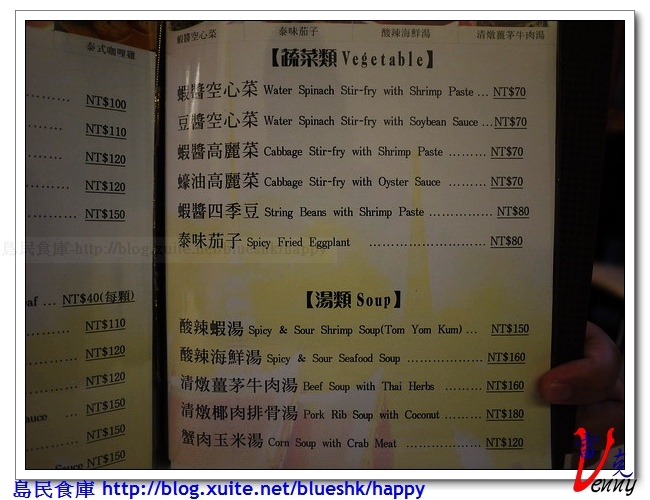 泰式咖哩雞
NT$100
NT$110
NT$120
NT$120
NT$150
... NT$40(每顆)
NT$110
NT$120
NT$120
NT$150
... NT$150
Sauce NT$150
蝦醬空心菜 泰味茄子 酸辣海鮮湯 清燉薑茅牛肉湯
【蔬菜類 Vegetable】
蝦醬空心菜 Water Spinach Stir-fry with Shrimp Paste ... NT$70
豆醬空心菜 Water Spinach Stir-fry with Soybean Sauce ...NT$70
蝦醬高麗菜 Cabbage Stir-fry with Shrimp Paste ......... NT$70
蠔油高麗菜 Cabbage Stir-fry with Oyster Sauce ........ NT$70
蝦醬四季豆 String Beans with Shrimp Paste ............... NT$80
泰味茄子 Spicy Fried Eggplant ........................... NT$80
【湯類 Soup】
酸辣蝦湯 Spicy & Sour Shrimp Soup(Tom Yom Kum) ... NT$150
酸辣海鮮湯 Spicy & Sour Seafood Soup .................. NT$160
清燉薑茅牛肉湯 Beef Soup with Thai Herbs ......... NT$160
清燉椰肉排骨湯 Pork Rib Soup with Coconut ......... NT$180
蟹肉玉米湯 Corn Soup with Crab Meat ................... NT$120
島民食庫-http://blog.xuite.net/blueshk/happy
Venny
島民食庫 http://blog.xuite.net/blueshk/happy